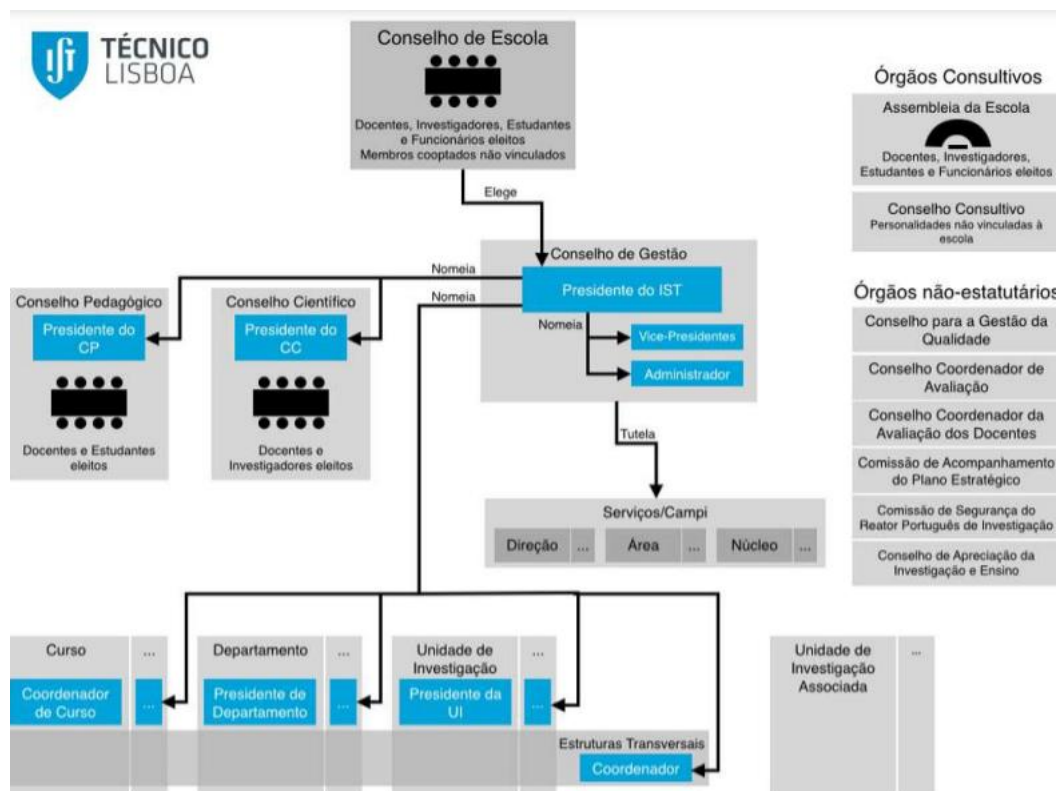 TÉCNICO
LISBOA
Conselho de Escola
Docentes, Investigadores, Estudantes
e Funcionários eleitos
Membros cooptados não vinculados
Elege
Conselho de Gestão
Presidente do IST
Nomeia
Nomeia
Nomeia
Vice-Presidentes
Administrador
Conselho Pedagógico
Presidente do
CP
Docentes e Estudantes
eleitos
Conselho Científico
Presidente do
CC
Docentes e
Investigadores eleitos
Tutela
Serviços/Campi
Direção
...
Área
...
Núcleo
...
Curso
...
Coordenador
de Curso
...
Departamento
...
Presidente de
Departamento
...
Unidade de
Investigação
...
Presidente da
UI
...
Estruturas Transversais
Coordenador
Unidade de
Investigação
Associada
...
Órgãos Consultivos
Assembleia da Escola
Docentes, Investigadores,
Estudantes e Funcionários eleitos
Conselho Consultivo
Personalidades não vinculadas à
escola
Órgãos não-estatutários
Conselho para a Gestão da
Qualidade
Conselho Coordenador de
Avaliação
Conselho Coordenador da
Avaliação dos Docentes
Comissão de Acompanhamento
do Plano Estratégico
Comissão de Segurança do
Reator Português de Investigação
Conselho de Apreciação da
Investigação e Ensino